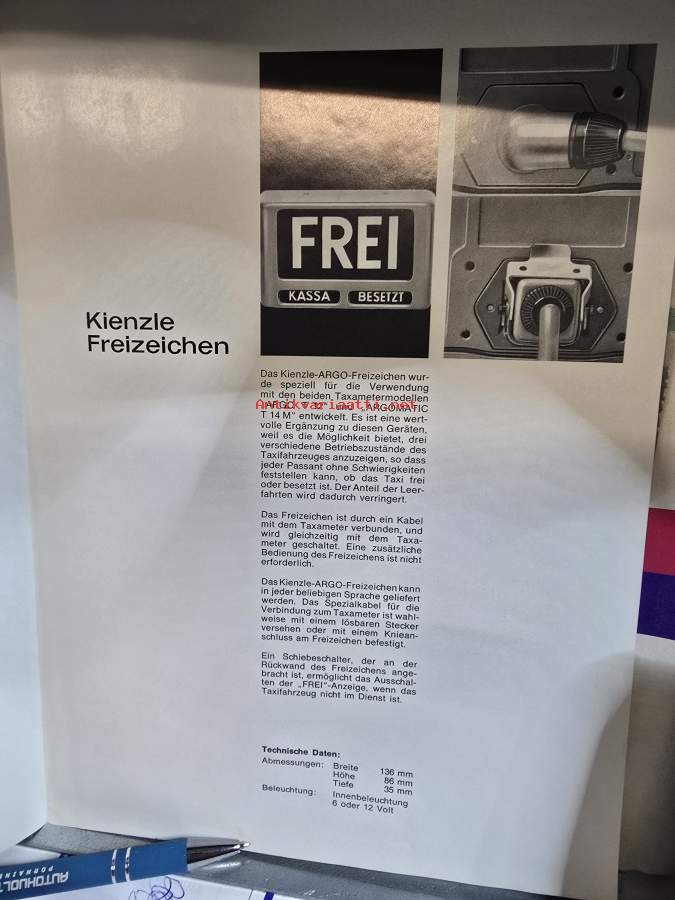 FREI
KASSA BESETZT
Kienzle
Freizeichen
Das Kienzle-ARGO-Freizeichen wur-
de speziell für die Verwendung
mit den beiden Taxametermodellen
Antikvariaatti.net
"ARGO und "ARGOMATIC
T 14 M" entwickelt. Es ist eine wert-
volle Ergänzung zu diesen Geräten,
weil es die Möglichkeit bietet, drei
verschiedene Betriebszustände des
Taxifahrzeuges anzuzeigen, so dass
jeder Passant ohne Schwierigkeiten
feststellen kann, ob das Taxi frei
oder besetzt ist. Der Anteil der Leer-
fahrten wird dadurch verringert.
Das Freizeichen ist durch ein Kabel
mit dem Taxameter verbunden, und
wird gleichzeitig mit dem Taxa-
meter geschaltet. Eine zusätzliche
Bedienung des Freizeichens ist nicht
erforderlich.
Das Kienzle-ARGO-Freizeichen kann
in jeder beliebigen Sprache geliefert
werden. Das Spezialkabel für die
Verbindung zum Taxameter ist wahl-
weise mit einem lösbaren Stecker
versehen oder mit einem Kniean-
schluss am Freizeichen befestigt.
Ein Schiebeschalter, der an der
Rückwand des Freizeichens ange-
bracht ist, ermöglicht das Ausschal-
ten der „FREI"-Anzeige, wenn das
Taxifahrzeug nicht im Dienst ist.
Technische Daten:
Abmessungen: Breite 136 mm
Höhe 86 mm
Tiefe 35 mm
Beleuchtung: Innenbeleuchtung
6 oder 12 Volt